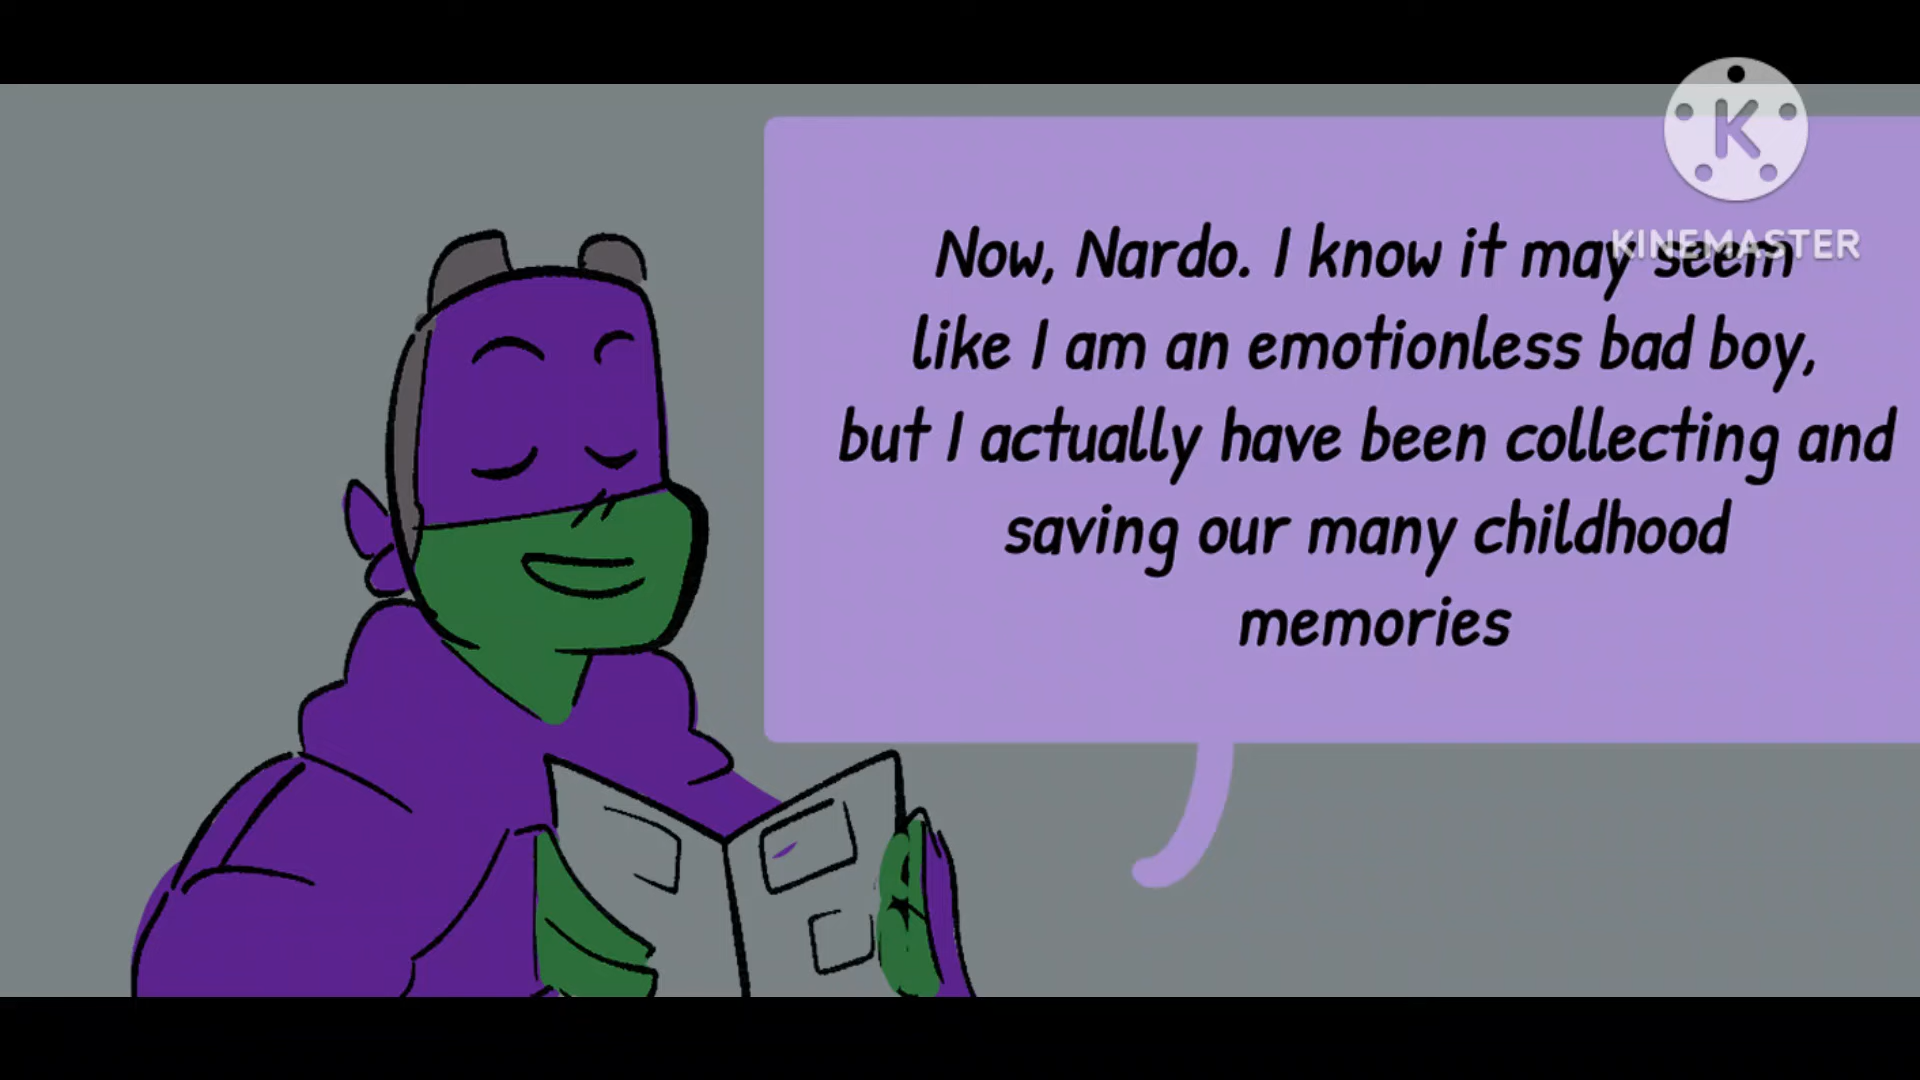 K
KINEMASTER
Now, Nardo. I know it may seem
like I am an emotionless bad boy,
but I actually have been collecting and
saving our many childhood
memories